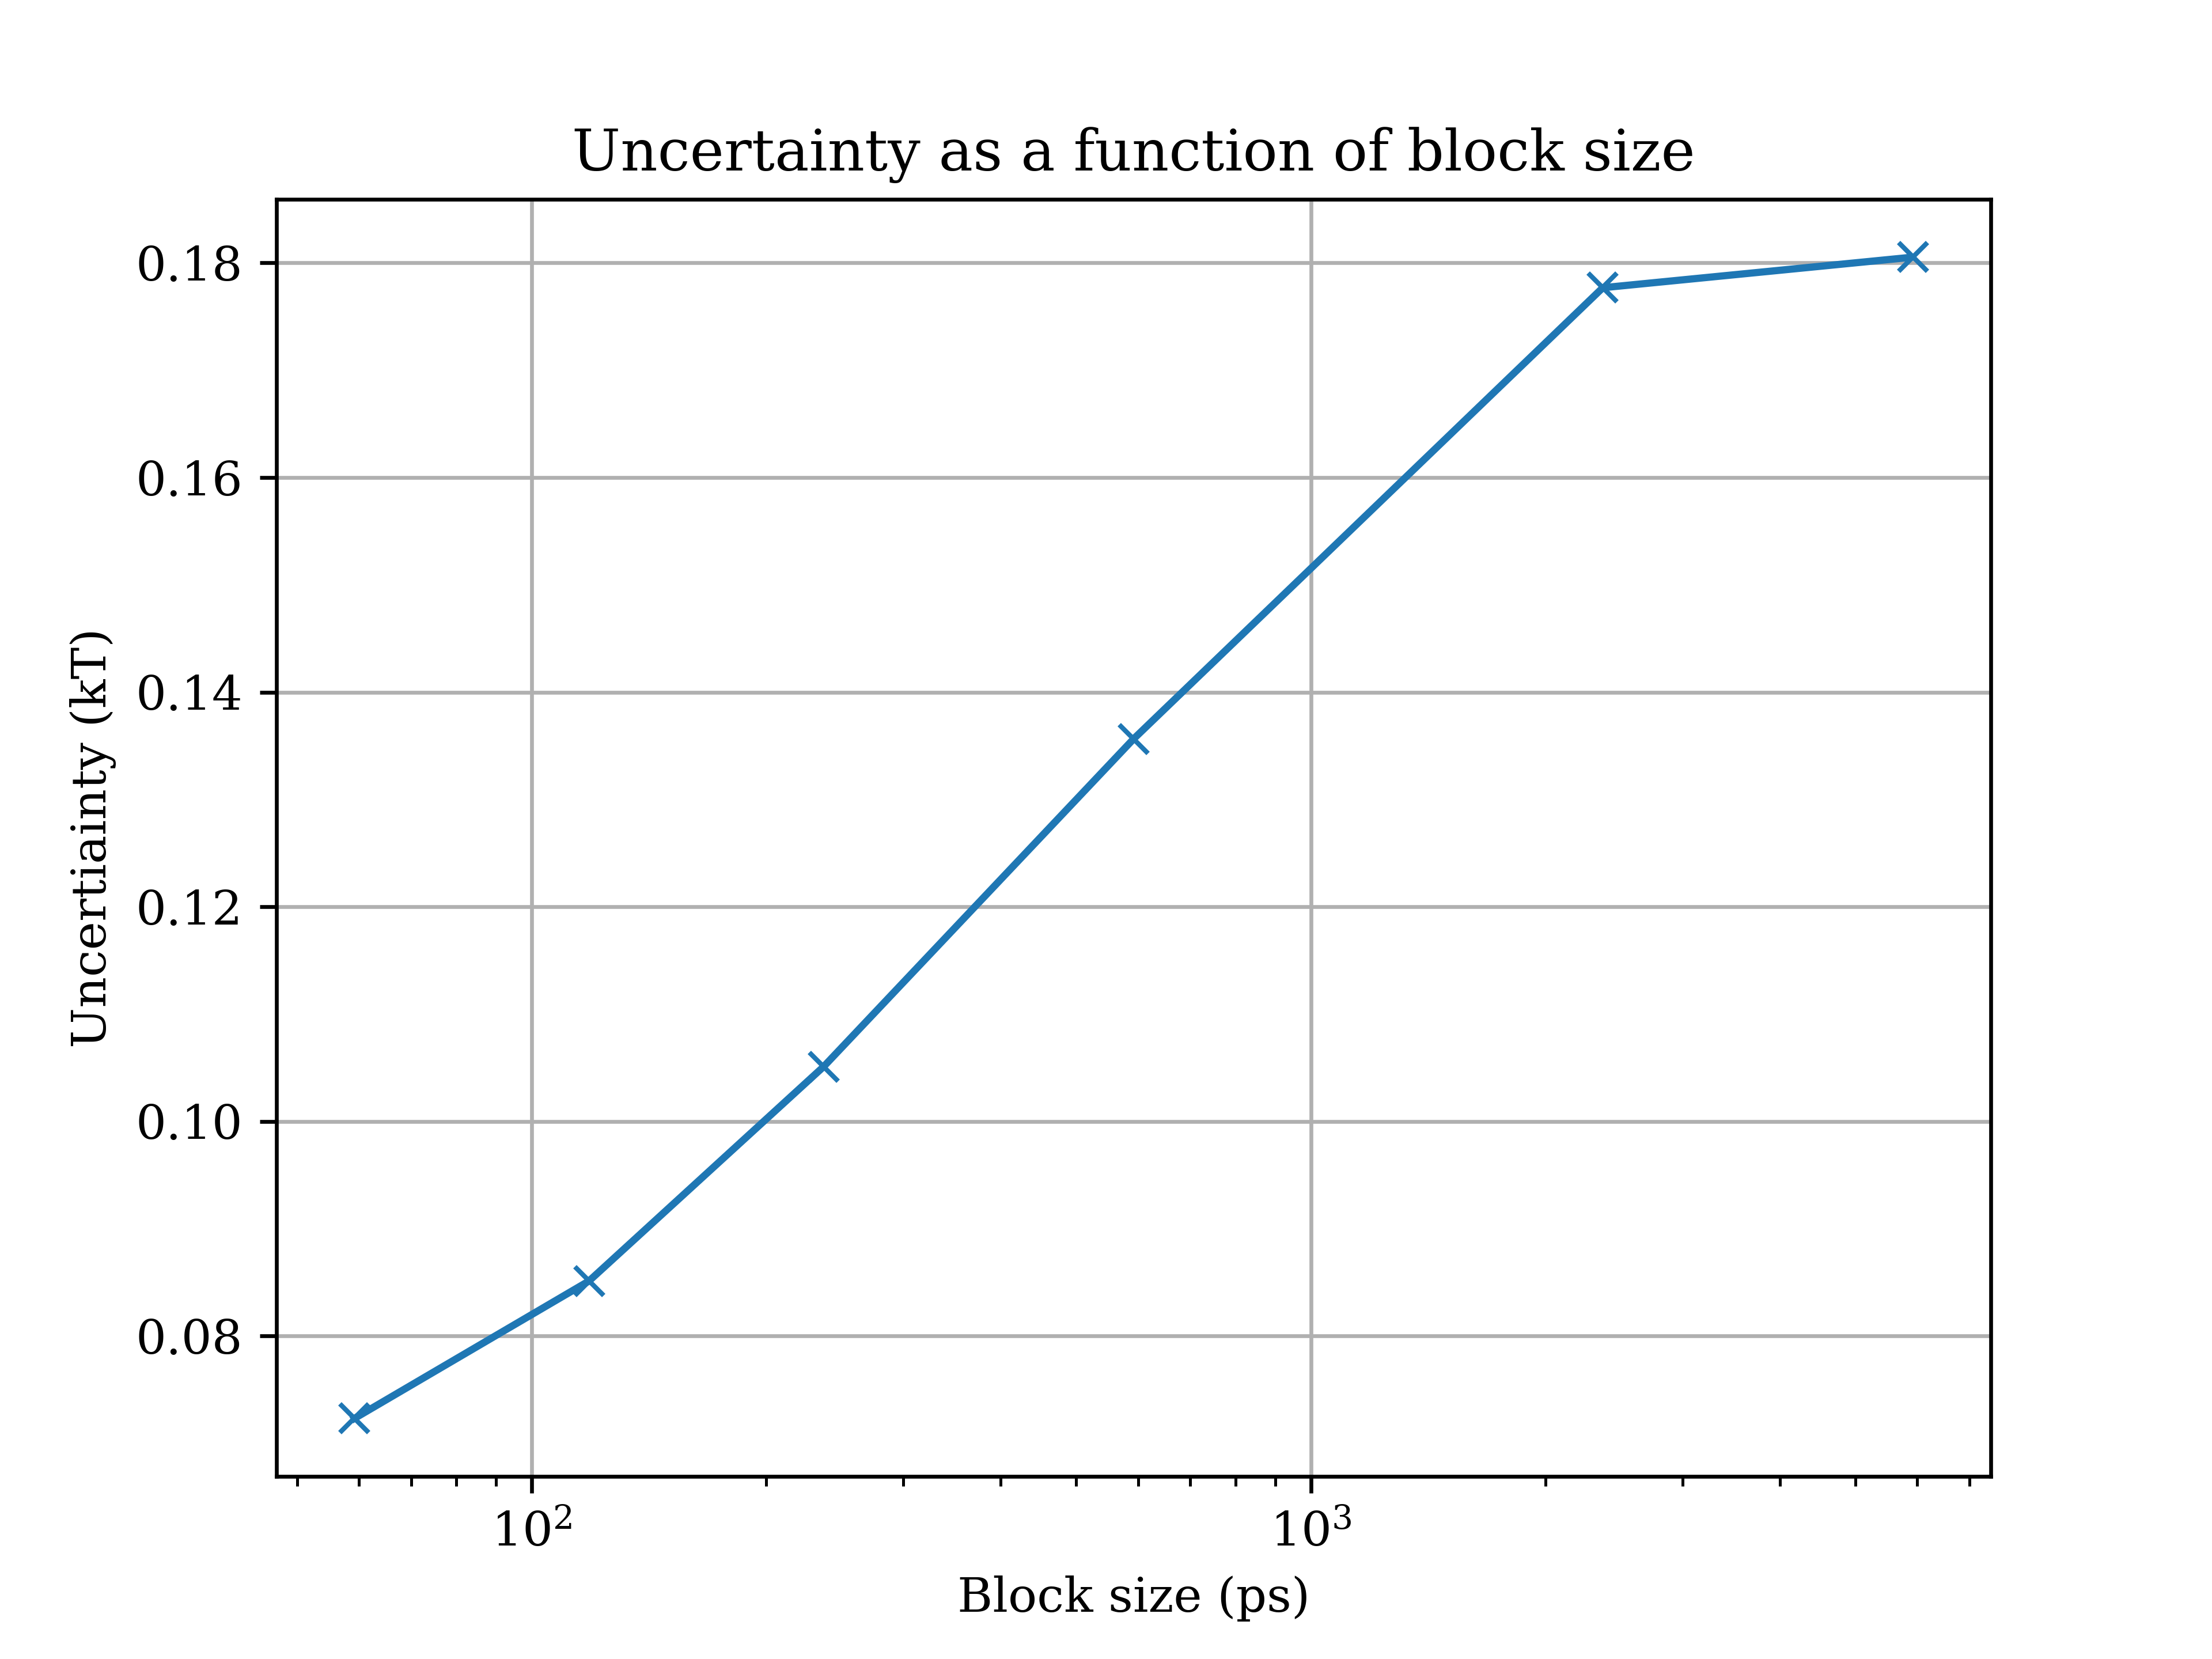 Uncertainty as a function of block size
0.18
0.16
0.14
0.12
0.10
0.08
Uncertiainty (kT)
10²
10³
Block size (ps)